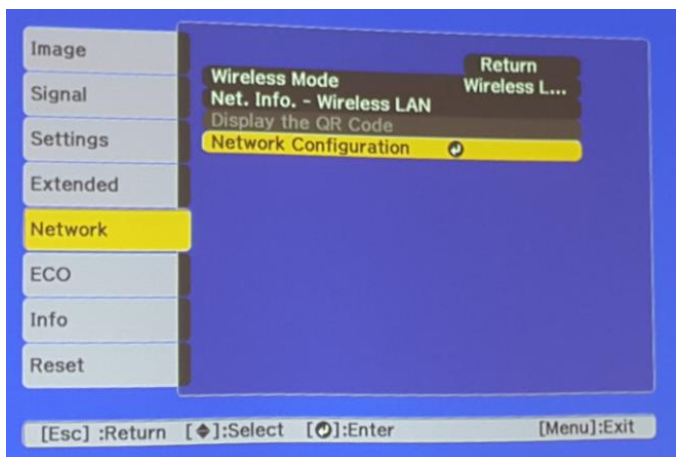 Image
Signal
Settings
Extended
Network
ECO
Info
Reset
Return
Wireless Mode Wireless L...
Net. Info. - Wireless LAN
Display the QR Code
Network Configuration
[Esc] :Return [◆]:Select [↵]:Enter [Menu]:Exit